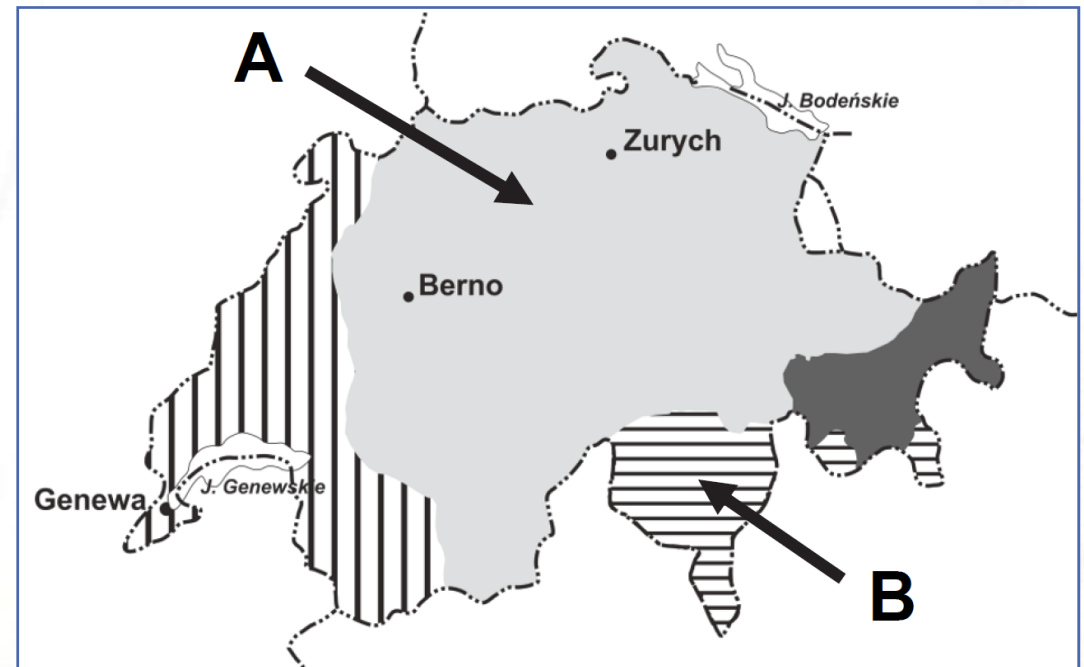 A
J. Bodeńskie
Zurych
Berno
J. Genewskie
Genewa
B